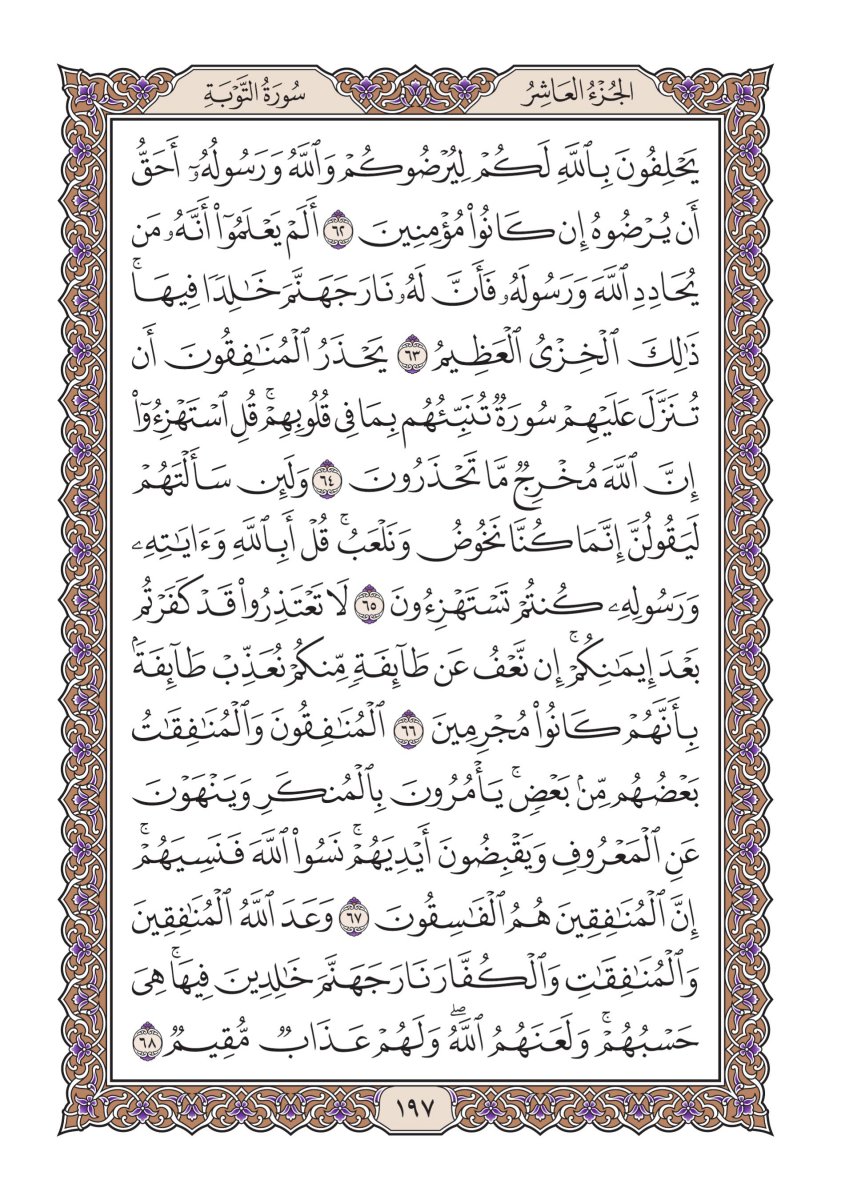 الجُزْءُ العَاشِرُ
سُورَةُ التَّوْبَةِ
يَحْلِفُونَ بِٱللَّهِ لَكُمْ لِيُرْضُوكُمْ وَٱللَّهُ وَرَسُولُهُۥٓ أَحَقُّ
أَن يُرْضُوهُ إِن كَانُوا۟ مُؤْمِنِينَ ٦٢ أَلَمْ يَعْلَمُوٓا۟ أَنَّهُۥ مَن
يُحَادِدِ ٱللَّهَ وَرَسُولَهُۥ فَأَنَّ لَهُۥ نَارَ جَهَنَّمَ خَٰلِدًا فِيهَاۚ
ذَٰلِكَ ٱلْخِزْىُ ٱلْعَظِيمُ ٦٣ يَحْذَرُ ٱلْمُنَٰفِقُونَ أَن
تُنَزَّلَ عَلَيْهِمْ سُورَةٌ تُنَبِّئُهُم بِمَا فِى قُلُوبِهِمْۚ قُلِ ٱسْتَهْزِءُوٓا۟
إِنَّ ٱللَّهَ مُخْرِجٌ مَّا تَحْذَرُونَ ٦٤ وَلَئِن سَأَلْتَهُمْ
لَيَقُولُنَّ إِنَّمَا كُنَّا نَخُوضُ وَنَلْعَبُۚ قُلْ أَبِٱللَّهِ وَءَايَٰتِهِۦ
وَرَسُولِهِۦ كُنتُمْ تَسْتَهْزِءُونَ ٦٥ لَا تَعْتَذِرُوا۟ قَدْ كَفَرْتُم
بَعْدَ إِيمَٰنِكُمْۚ إِن نَّعْفُ عَن طَآئِفَةٍ مِّنكُمْ نُعَذِّبْ طَآئِفَةًۢ
بِأَنَّهُمْ كَانُوا۟ مُجْرِمِينَ ٦٦ ٱلْمُنَٰفِقُونَ وَٱلْمُنَٰفِقَٰتُ
بَعْضُهُم مِّنۢ بَعْضٍۚ يَأْمُرُونَ بِٱلْمُنكَرِ وَيَنْهَوْنَ
عَنِ ٱلْمَعْرُوفِ وَيَقْبِضُونَ أَيْدِيَهُمْۚ نَسُوا۟ ٱللَّهَ فَنَسِيَهُمْۚ
إِنَّ ٱلْمُنَٰفِقِينَ هُمُ ٱلْفَٰسِقُونَ ٦٧ وَعَدَ ٱللَّهُ ٱلْمُنَٰفِقِينَ
وَٱلْمُنَٰفِقَٰتِ وَٱلْكُفَّارَ نَارَ جَهَنَّمَ خَٰلِدِينَ فِيهَاۚ هِىَ
حَسْبُهُمْۚ وَلَعَنَهُمُ ٱللَّهُۖ وَلَهُمْ عَذَابٌ مُّقِيمٌ ٦٨
١٩٧